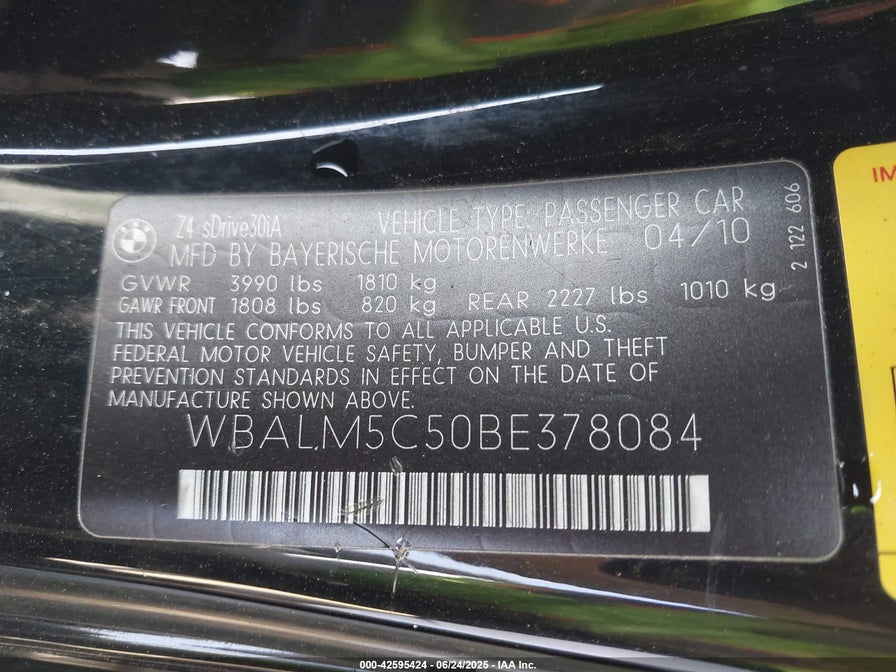 Z4 sDrive30iA VEHICLE TYPE: PASSENGER CAR
MFD BY BAYERISCHE MOTORENWERKE 04/10
GVWR 3990 lbs 1810 kg
GAWR FRONT 1808 lbs 820 kg REAR 2227 lbs 1010 kg
THIS VEHICLE CONFORMS TO ALL APPLICABLE U.S.
FEDERAL MOTOR VEHICLE SAFETY, BUMPER AND THEFT
PREVENTION STANDARDS IN EFFECT ON THE DATE OF
MANUFACTURE SHOWN ABOVE.
WBALM5C50BE378084
2 122 606
IM
000-42595424 - 06/24/2025 - IAA Inc.